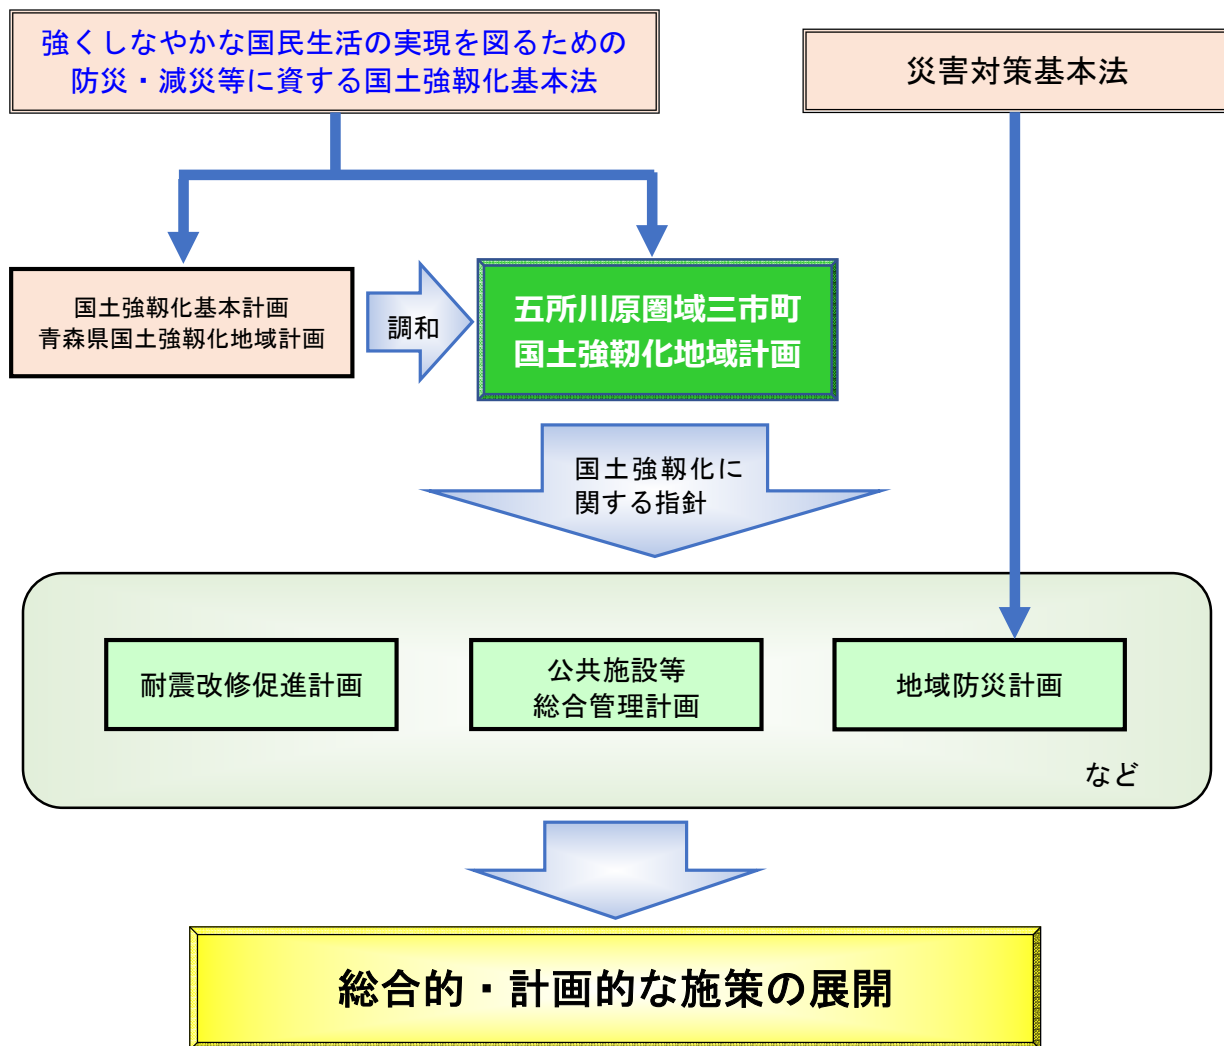 強くしなやかな国民生活の実現を図るための
防災・減災等に資する国土強靱化基本法
災害対策基本法
国土強靱化基本計画
青森県国土強靱化地域計画
調和
五所川原圏域三市町
国土強靱化地域計画
国土強靱化に
関する指針
耐震改修促進計画
公共施設等
総合管理計画
地域防災計画
など
総合的・計画的な施策の展開